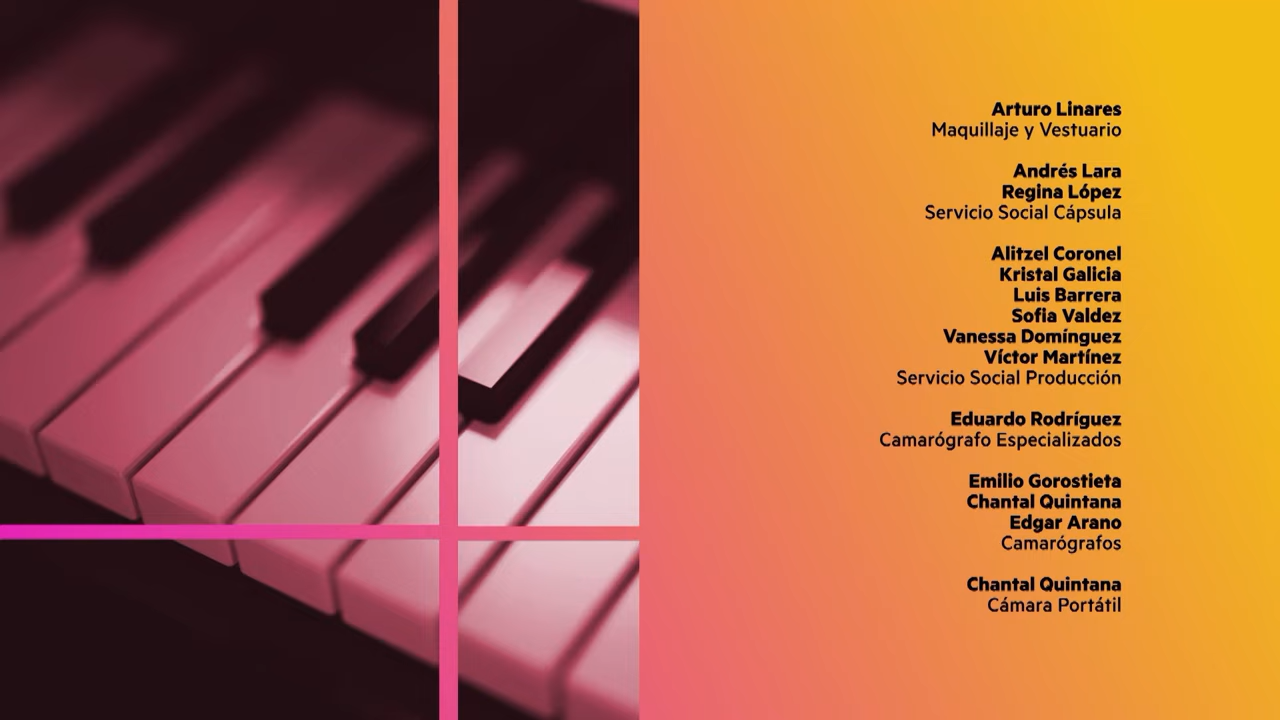 Arturo Linares
Maquillaje y Vestuario
Andrés Lara
Regina López
Servicio Social Cápsula
Alitzel Coronel
Kristal Galicia
Luis Barrera
Sofia Valdez
Vanessa Domínguez
Víctor Martínez
Servicio Social Producción
Eduardo Rodríguez
Camarógrafo Especializados
Emilio Gorostieta
Chantal Quintana
Edgar Arano
Camarógrafos
Chantal Quintana
Cámara Portátil